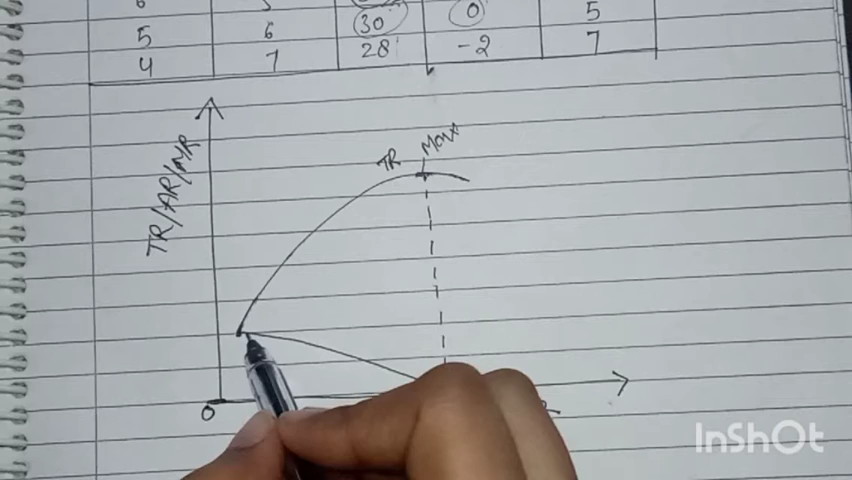 30 0 5
5 6
4 7 28 -2 7
TR/AR/MR
TR Max
0
InShOt